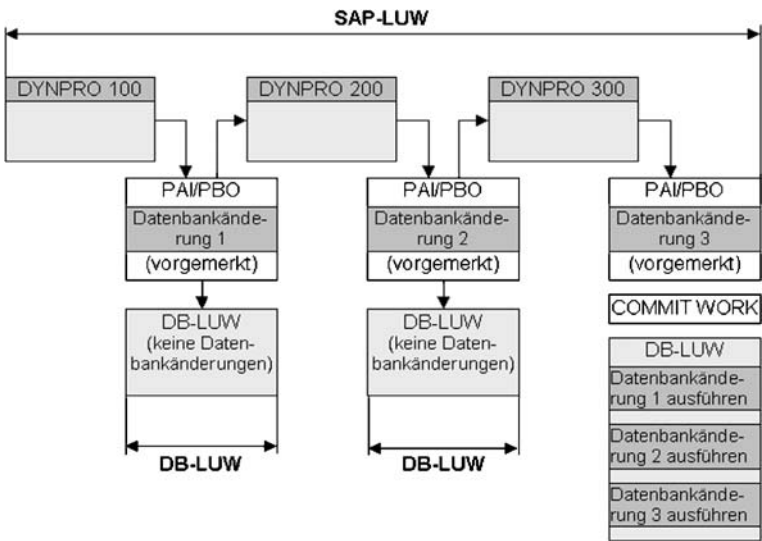 SAP-LUW
DYNPRO 100
DYNPRO 200
DYNPRO 300
PAI/PBO
Datenbankände-
rung 1
(vorgemerkt)
PAI/PBO
Datenbankände-
rung 2
(vorgemerkt)
PAI/PBO
Datenbankände-
rung 3
(vorgemerkt)
DB-LUW
(keine Daten-
bankänderungen)
DB-LUW
(keine Daten-
bankänderungen)
COMMIT WORK
DB-LUW
Datenbankände-
rung 1 ausführen
Datenbankände-
rung 2 ausführen
Datenbankände-
rung 3 ausführen
DB-LUW
DB-LUW